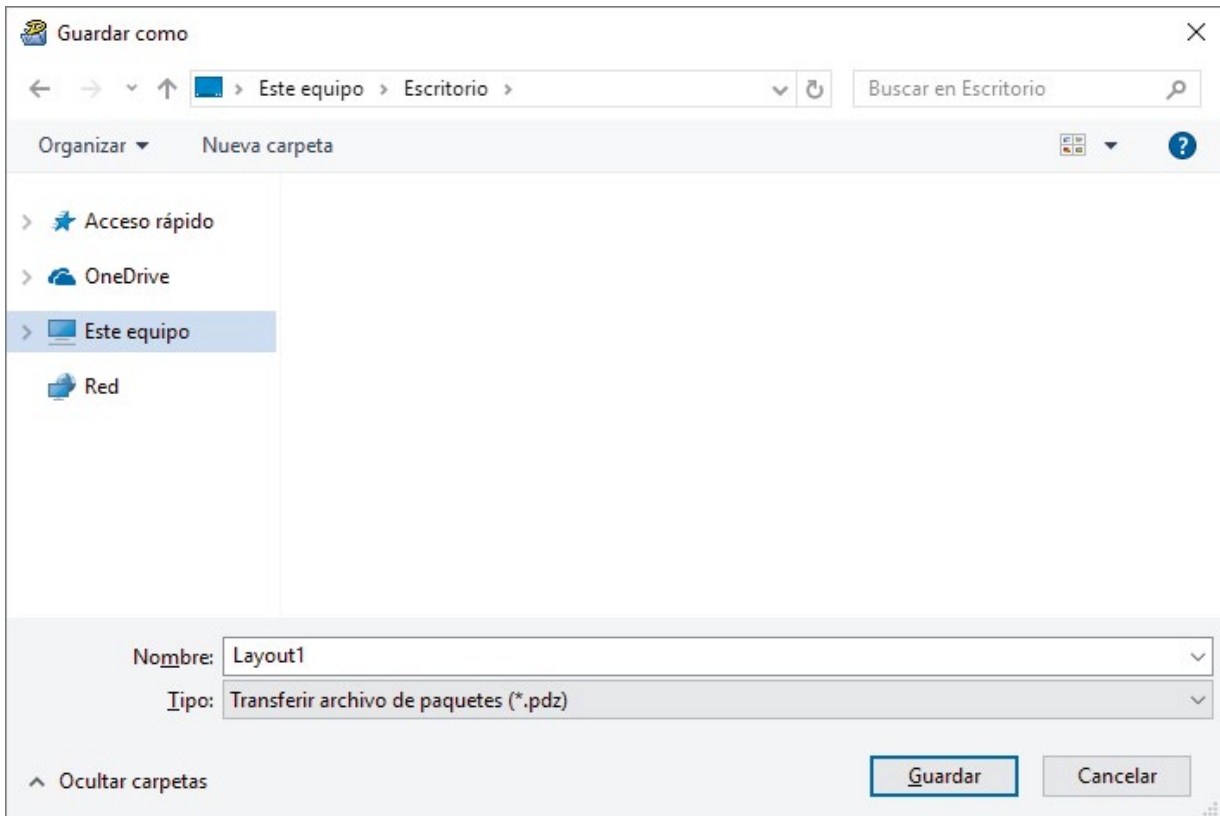 Guardar como
Este equipo > Escritorio >
Buscar en Escritorio
Organizar
Nueva carpeta
Acceso rápido
OneDrive
Este equipo
Red
Nombre: Layout1
Tipo: Transferir archivo de paquetes (*.pdz)
Ocultar carpetas
Guardar
Cancelar